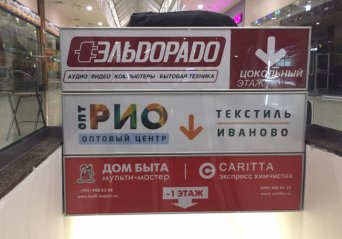 ЭЛЬДОРАДО
АУДИО ВИДЕО КОМПЬЮТЕРЫ БЫТОВАЯ ТЕХНИКА
ЦОКОЛЬНЫЙ
ЭТАЖ
ОПТ
РИО
ОПТОВЫЙ ЦЕНТР
ТЕКСТИЛЬ
ИВАНОВО
ДОМ БЫТА
МУЛЬТИ-МАСТЕР
CARITTA
экспресс химчистка
-1 ЭТАЖ